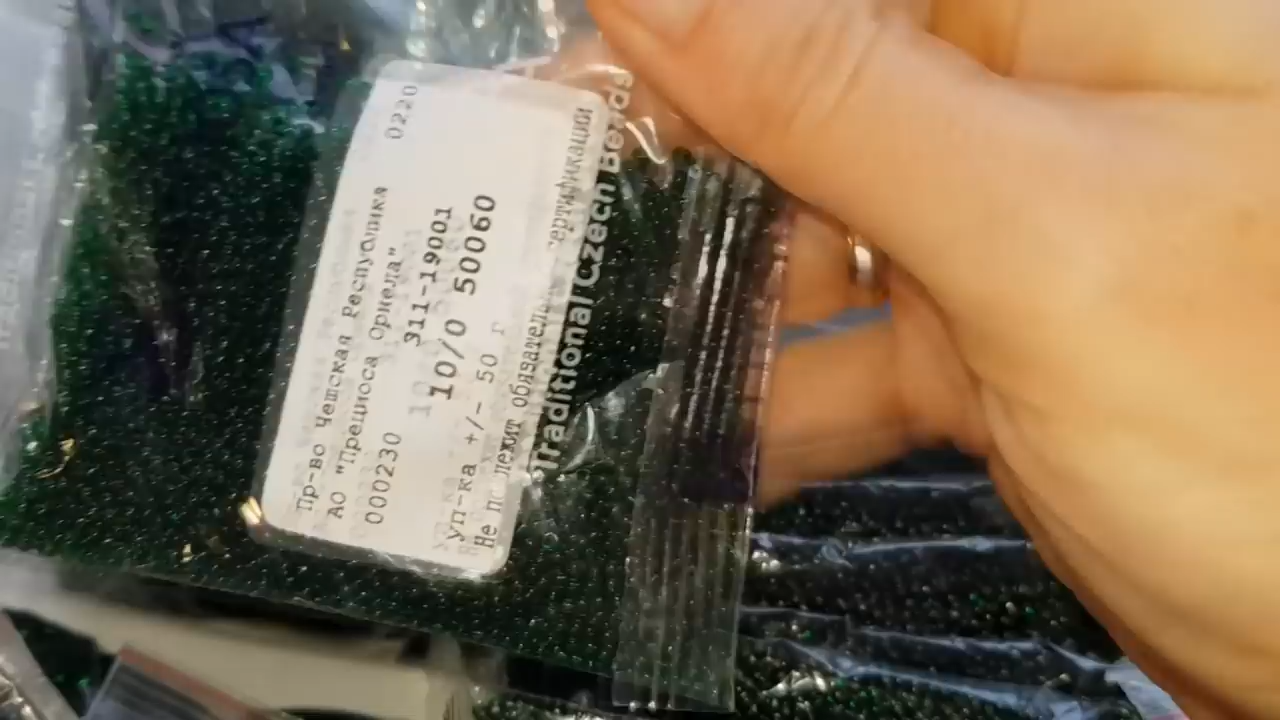 Пр-во Чешская Республика 0220
АО "Прециоса Орнела"
000230 311-19001
10/0 50060
Уп-ка +/- 50 г
Не подлежит обязательной сертификации
Traditional Czech Beads